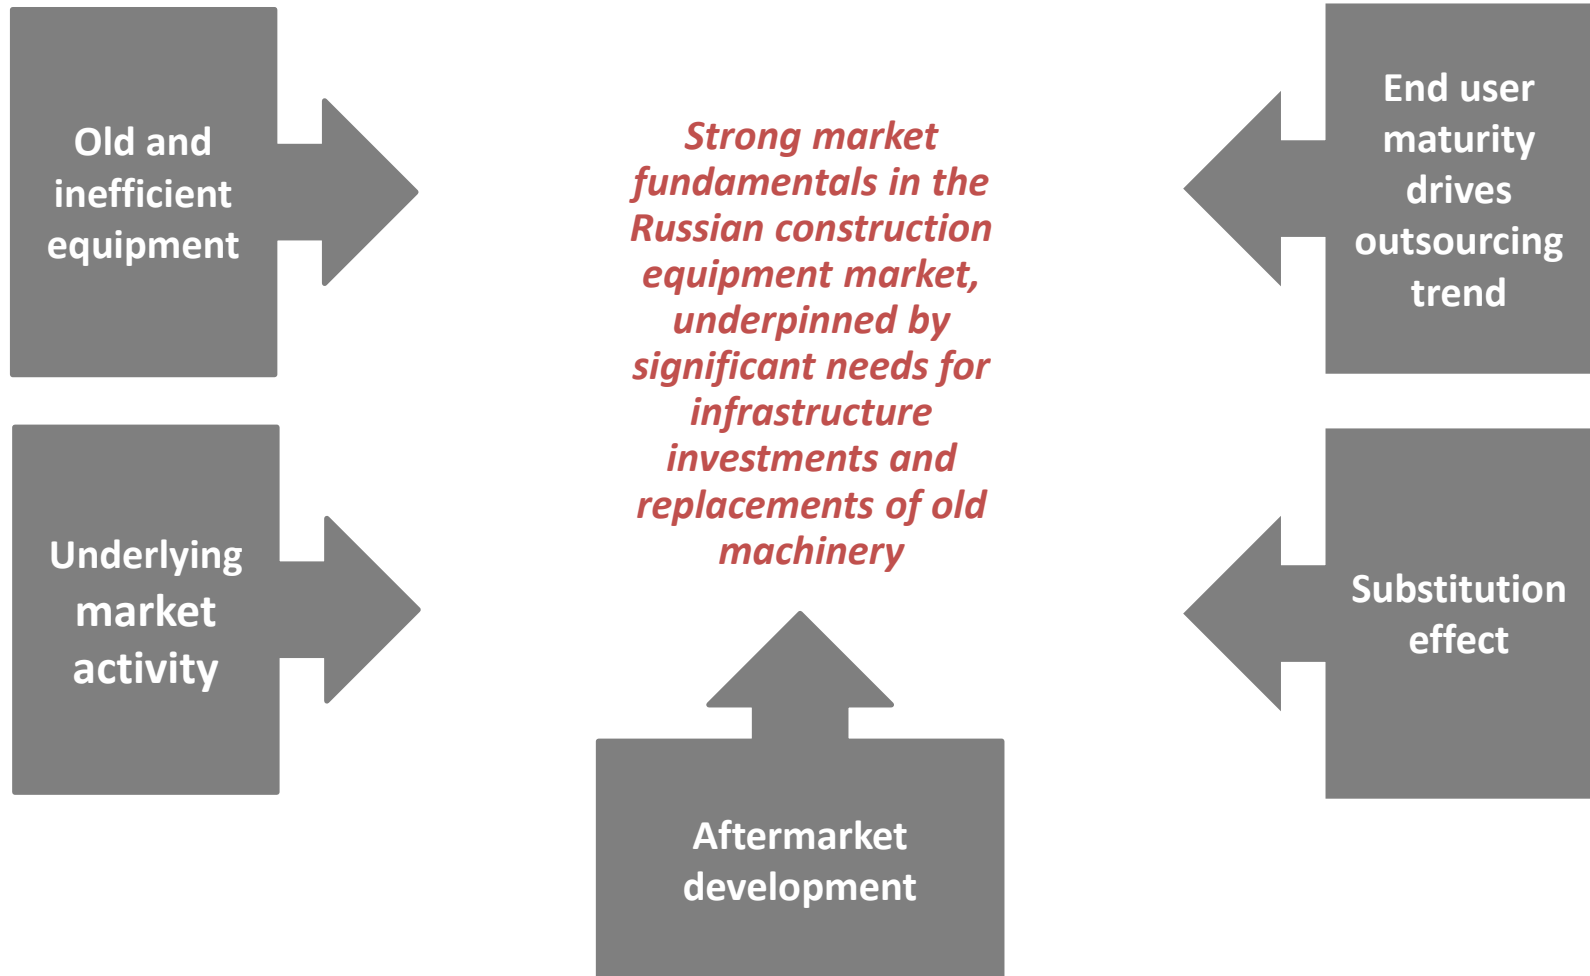 Old and
inefficient
equipment
Underlying
market
activity
Strong market
fundamentals in the
Russian construction
equipment market,
underpinned by
significant needs for
infrastructure
investments and
replacements of old
machinery
Aftermarket
development
End user
maturity
drives
outsourcing
trend
Substitution
effect